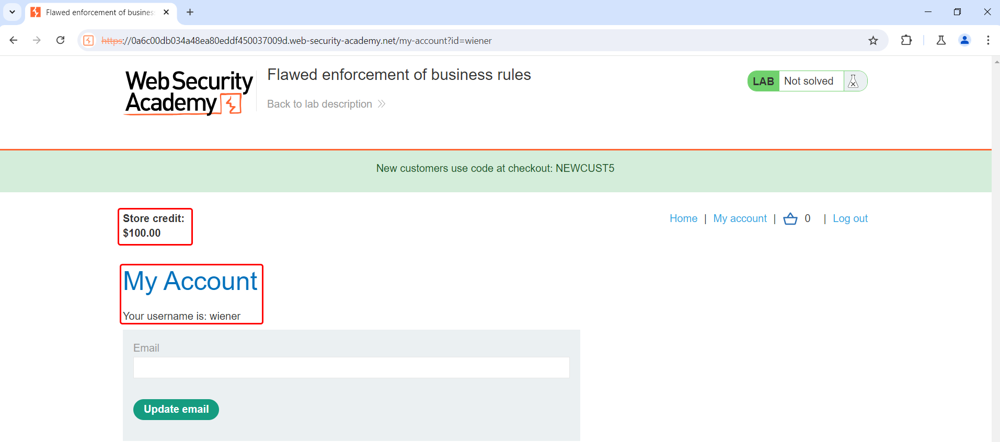 Flawed enforcement of busines
https://0a6c00db034a48ea80eddf450037009d.web-security-academy.net/my-account?id=wiener
Web Security
Academy
Flawed enforcement of business rules
Back to lab description
LAB Not solved
New customers use code at checkout: NEWCUST5
Store credit:
$100.00
Home | My account | 0 | Log out
My Account
Your username is: wiener
Email
Update email